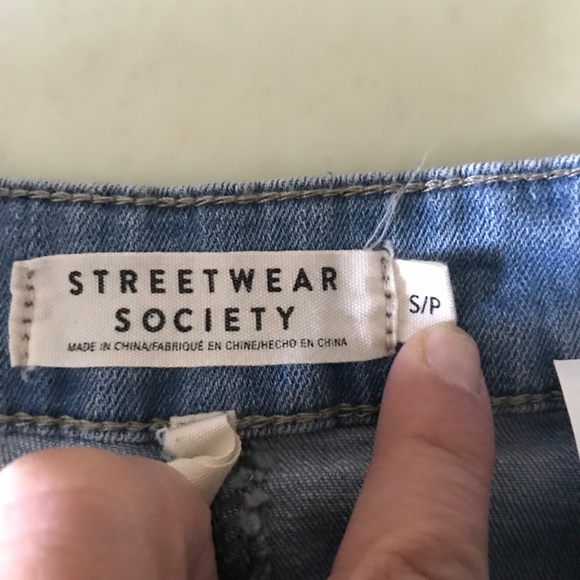 STREETWEAR
SOCIETY
MADE IN CHINA/FABRIQUÉ EN CHINE/HECHO EN CHINA
S/P